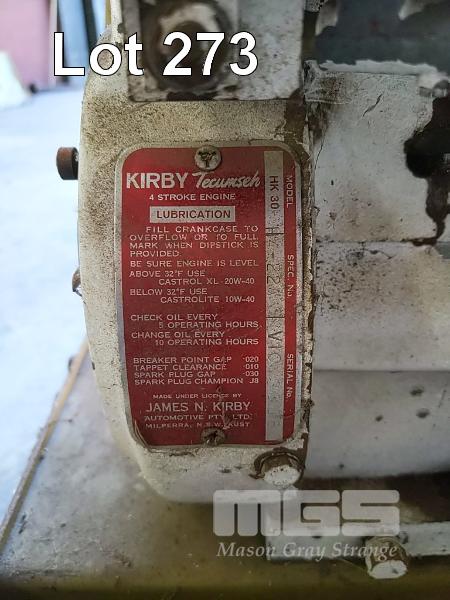 Lot 273
KIRBY Tecumseh
4 STROKE ENGINE
LUBRICATION
FILL CRANKCASE TO
OVERFLOW OR TO FULL
MARK WHEN DIPSTICK IS
PROVIDED.
BE SURE ENGINE IS LEVEL
ABOVE 32°F USE
CASTROL XL 20W-40
BELOW 32°F USE
CASTROLITE 10W-40
CHECK OIL EVERY
5 OPERATING HOURS
CHANGE OIL EVERY
10 OPERATING HOURS
BREAKER POINT GAP ·020
TAPPET CLEARANCE ·010
SPARK PLUG GAP ·030
SPARK PLUG CHAMPION J8
MADE UNDER LICENCE BY
JAMES N. KIRBY
AUTOMOTIVE PTY. LTD.
MILPERRA, N.S.W. AUST
MODEL
HK 30
SPEC. No.
SERIAL No.
MGS
Mason Gray Strange